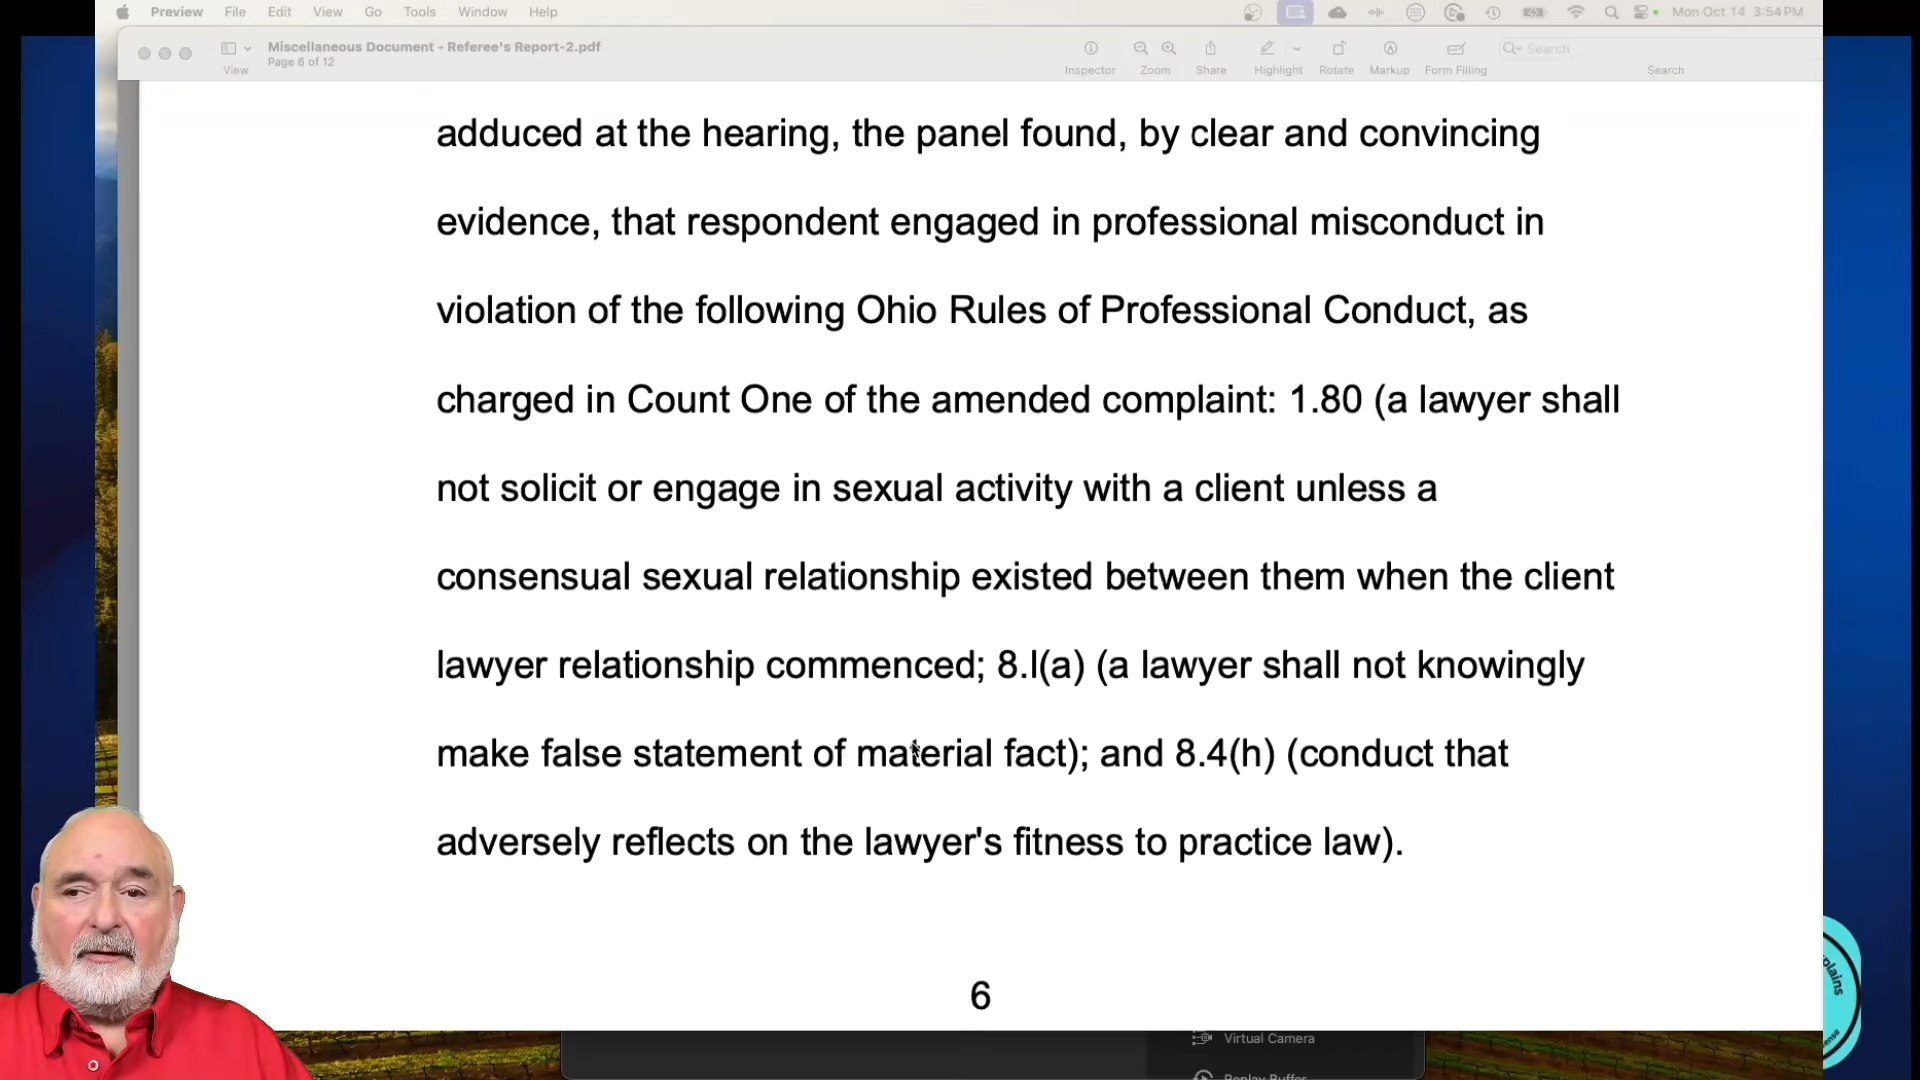 Preview File Edit View Go Tools Window Help Mon Oct 14 3:54 PM
Miscellaneous Document - Referee's Report-2.pdf
Page 6 of 12
View Inspector Zoom Share Highlight Rotate Markup Form Filling Search
Search
adduced at the hearing, the panel found, by clear and convincing
evidence, that respondent engaged in professional misconduct in
violation of the following Ohio Rules of Professional Conduct, as
charged in Count One of the amended complaint: 1.80 (a lawyer shall
not solicit or engage in sexual activity with a client unless a
consensual sexual relationship existed between them when the client
lawyer relationship commenced; 8.l(a) (a lawyer shall not knowingly
make false statement of material fact); and 8.4(h) (conduct that
adversely reflects on the lawyer's fitness to practice law).
6
Virtual Camera
Replay Buffer